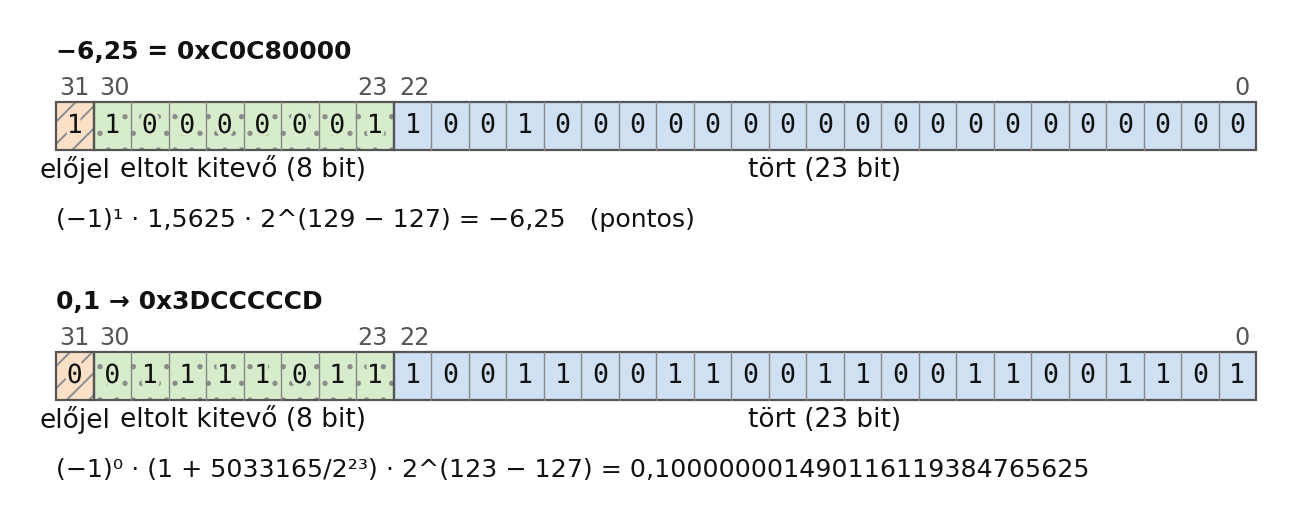 −6,25 = 0xC0C80000
31 30 23 22 0
1 1 0 0 0 0 0 0 1 1 0 0 1 0 0 0 0 0 0 0 0 0 0 0 0 0 0 0 0 0 0 0
előjel eltolt kitevő (8 bit) tört (23 bit)
(−1)¹ · 1,5625 · 2^(129 − 127) = −6,25 (pontos)
0,1 → 0x3DCCCCCD
31 30 23 22 0
0 0 1 1 1 1 0 1 1 1 0 0 1 1 0 0 1 1 0 0 1 1 0 0 1 1 0 0 1 1 0 1
előjel eltolt kitevő (8 bit) tört (23 bit)
(−1)⁰ · (1 + 5033165/2²³) · 2^(123 − 127) = 0,100000001490116119384765625